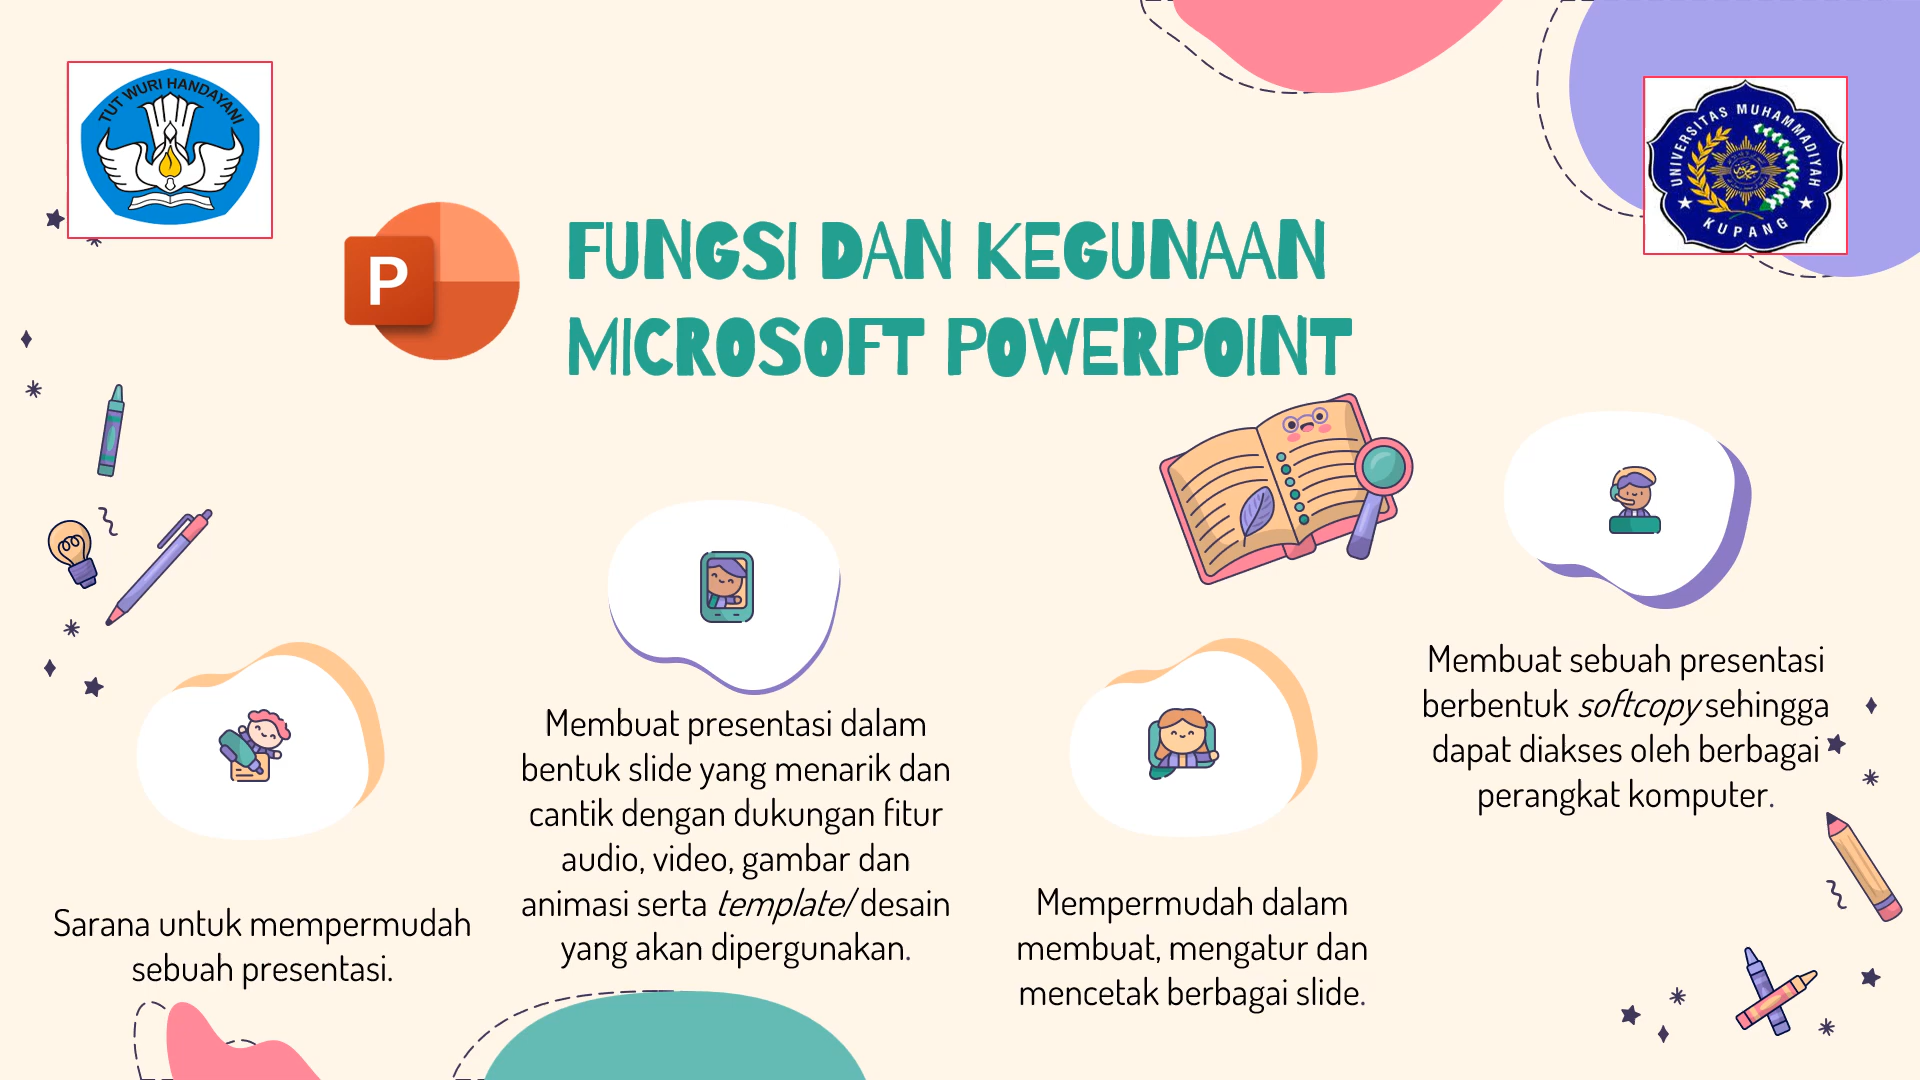 TUT WURI HANDAYANI
UNIVERSITAS MUHAMMADIYAH
KUPANG
P
FUNGSI DAN KEGUNAAN
MICROSOFT POWERPOINT
Sarana untuk mempermudah
sebuah presentasi.
Membuat presentasi dalam
bentuk slide yang menarik dan
cantik dengan dukungan fitur
audio, video, gambar dan
animasi serta template/ desain
yang akan dipergunakan.
Mempermudah dalam
membuat, mengatur dan
mencetak berbagai slide.
Membuat sebuah presentasi
berbentuk softcopy sehingga
dapat diakses oleh berbagai
perangkat komputer.